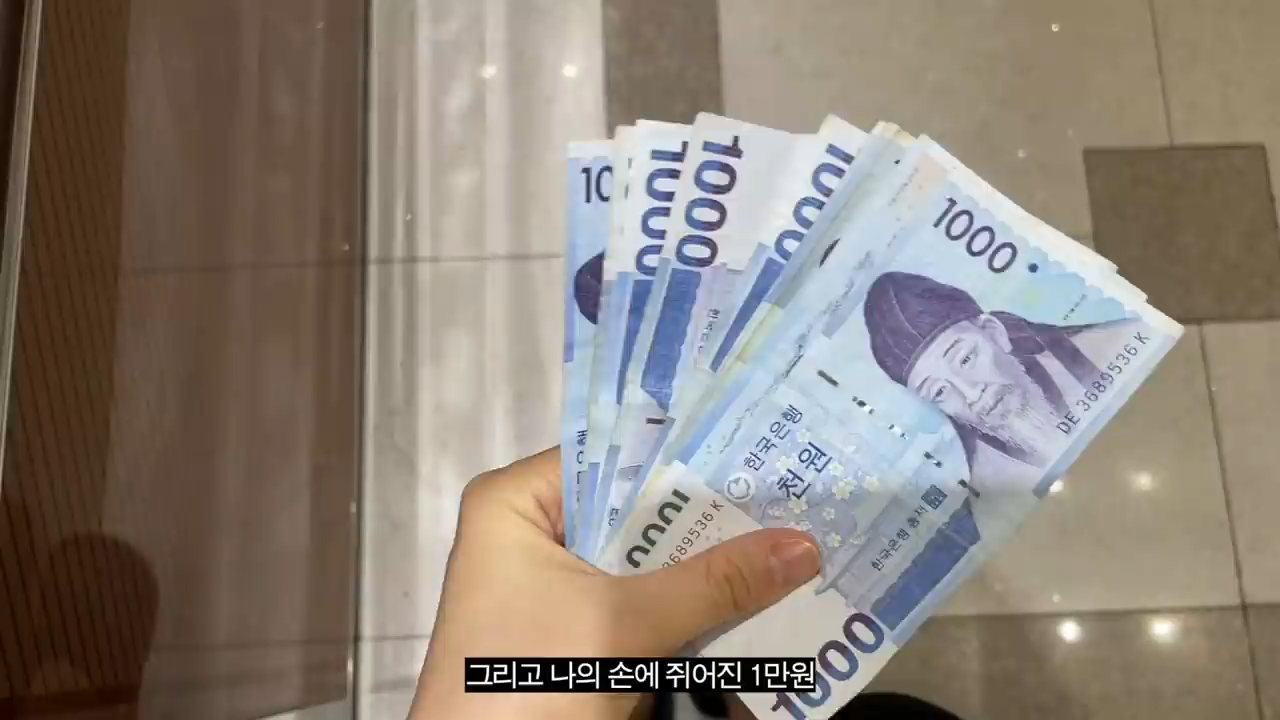 10
1000
1000
1000
1000
DE 3689536 K
한국은행
천원
한국은행 총재
1000
3689536 K
1000
그리고 나의 손에 쥐어진 1만원